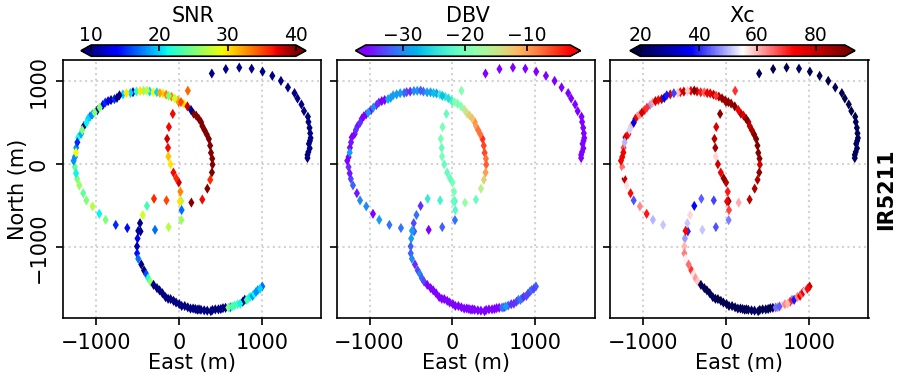 SNR DBV Xc
10 20 30 40 −30 −20 −10 20 40 60 80
1000
0
−1000
North (m)
−1000 0 1000 −1000 0 1000 −1000 0 1000
East (m) East (m) East (m)
IR5211